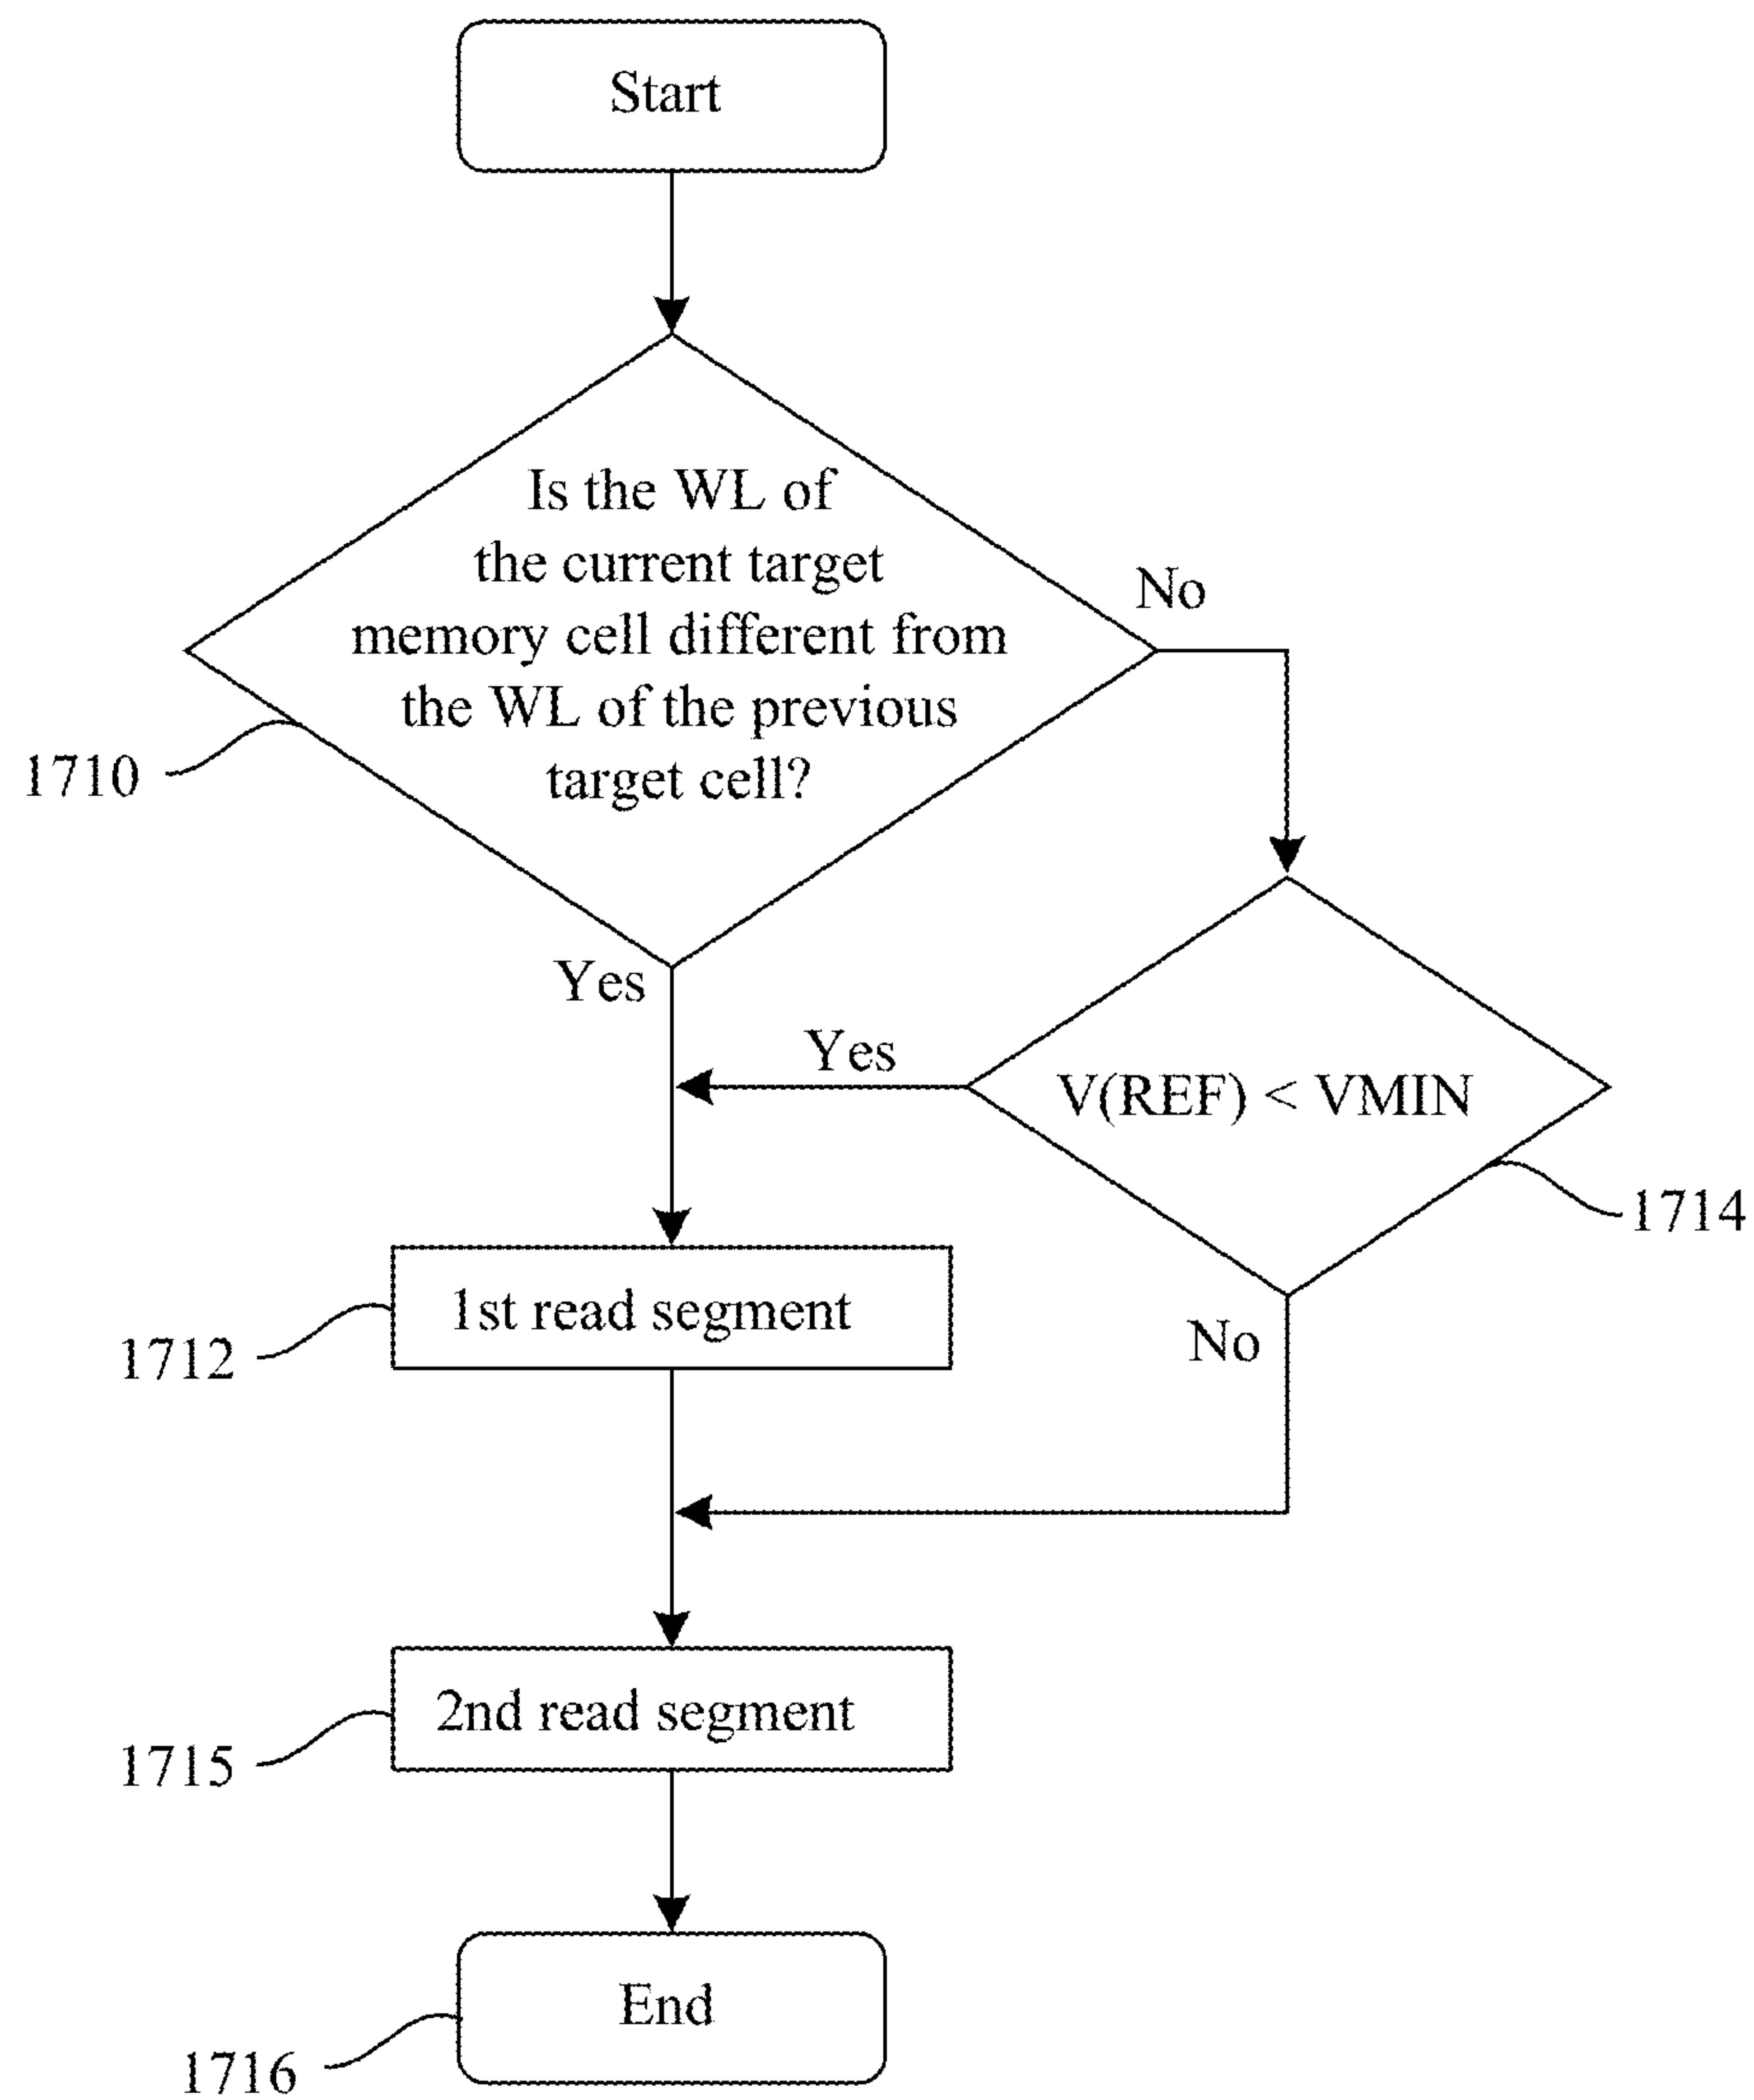 Start
Is the WL of
the current target
memory cell different from
the WL of the previous
target cell?
1710
No
Yes
Yes
V(REF) < VMIN
1714
1st read segment
1712
No
2nd read segment
1715
End
1716